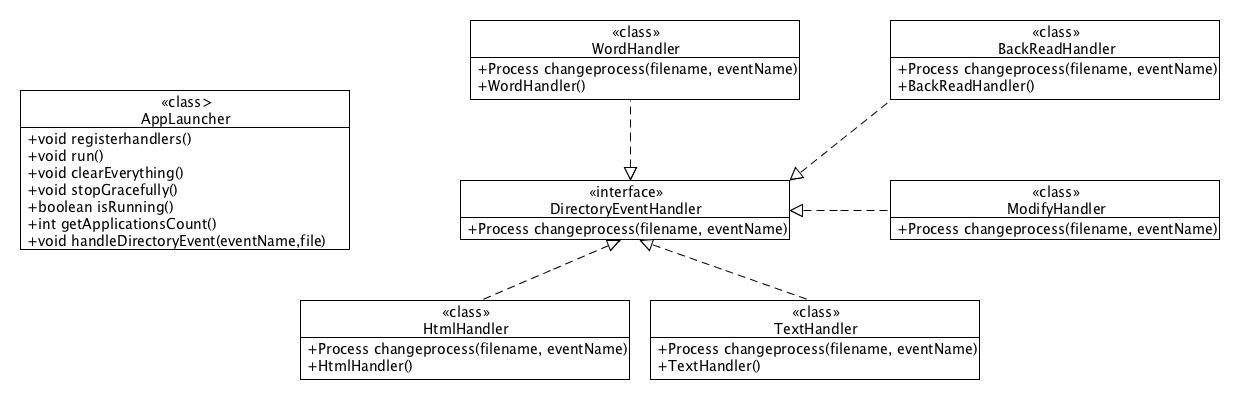 «class»
WordHandler
+Process changeprocess(filename, eventName)
+WordHandler()
«class»
BackReadHandler
+Process changeprocess(filename, eventName)
+BackReadHandler()
«class>
AppLauncher
+void registerhandlers()
+void run()
+void clearEverything()
+void stopGracefully()
+boolean isRunning()
+int getApplicationsCount()
+void handleDirectoryEvent(eventName,file)
«interface»
DirectoryEventHandler
+Process changeprocess(filename, eventName)
«class»
ModifyHandler
+Process changeprocess(filename, eventName)
«class»
HtmlHandler
+Process changeprocess(filename, eventName)
+HtmlHandler()
«class»
TextHandler
+Process changeprocess(filename, eventName)
+TextHandler()